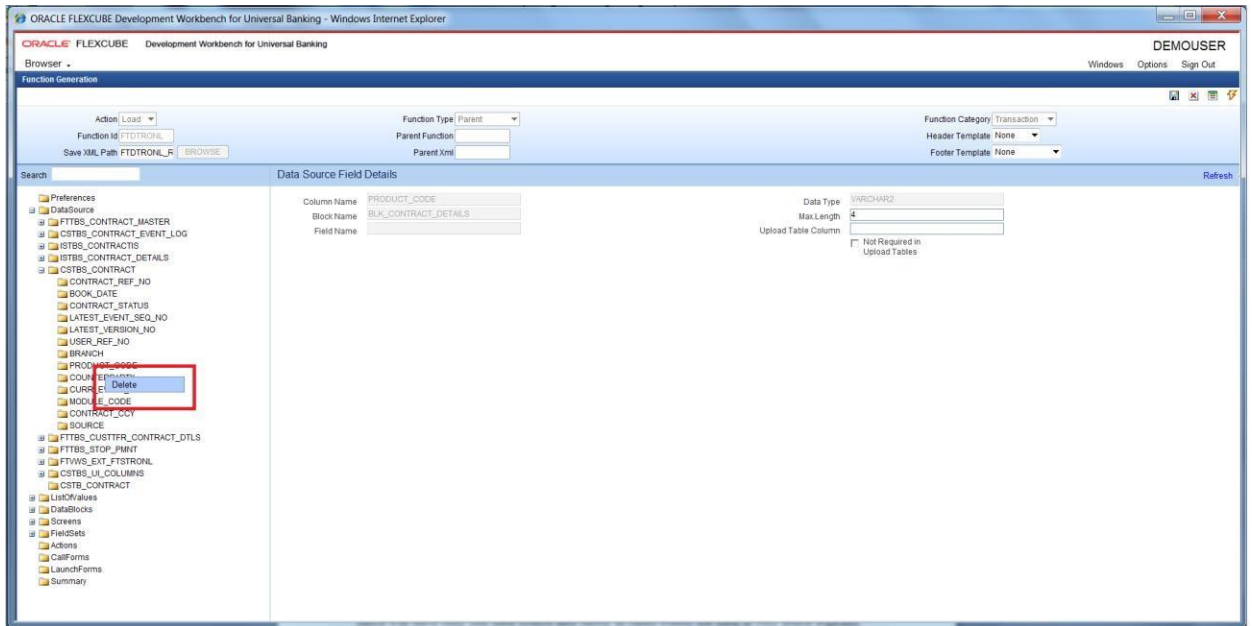 ORACLE FLEXCUBE Development Workbench for Universal Banking - Windows Internet Explorer
ORACLE FLEXCUBE Development Workbench for Universal Banking
DEMOUSER
Browser
Windows Options Sign Out
Function Generation
Action Load
Function Type Parent
Function Category Transaction
Function Id FTDTRONL
Parent Function
Header Template None
Save XML Path FTDTRONL_R BROWSE
Parent Xml
Footer Template None
Search
Data Source Field Details
Refresh
Preferences
DataSource
FTTBS_CONTRACT_MASTER
CSTBS_CONTRACT_EVENT_LOG
ISTBS_CONTRACTIS
ISTBS_CONTRACT_DETAILS
CSTBS_CONTRACT
CONTRACT_REF_NO
BOOK_DATE
CONTRACT_STATUS
LATEST_EVENT_SEQ_NO
LATEST_VERSION_NO
USER_REF_NO
BRANCH
PRODUCT_CODE
Delete
MODULE_CODE
CONTRACT_CCY
SOURCE
FTTBS_CUSTTFR_CONTRACT_DTLS
FTTBS_STOP_PMNT
FTVWS_EXT_FTSTRONL
CSTBS_UI_COLUMNS
CSTB_CONTRACT
ListOfValues
DataBlocks
Screens
FieldSets
Actions
CallForms
LaunchForms
Summary
Column Name PRODUCT_CODE
Data Type VARCHAR2
Block Name BLK_CONTRACT_DETAILS
Max.Length 4
Field Name
Upload Table Column
Not Required in
Upload Tables